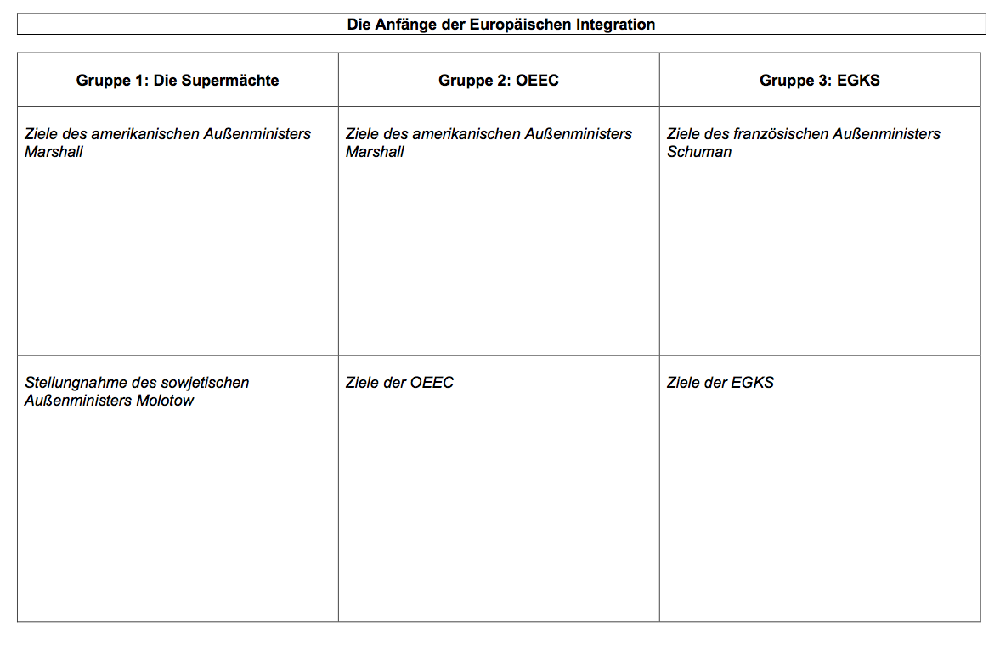 Die Anfänge der Europäischen Integration
Gruppe 1: Die Supermächte
Gruppe 2: OEEC
Gruppe 3: EGKS
Ziele des amerikanischen Außenministers
Marshall
Ziele des amerikanischen Außenministers
Marshall
Ziele des französischen Außenministers
Schuman
Stellungnahme des sowjetischen
Außenministers Molotow
Ziele der OEEC
Ziele der EGKS